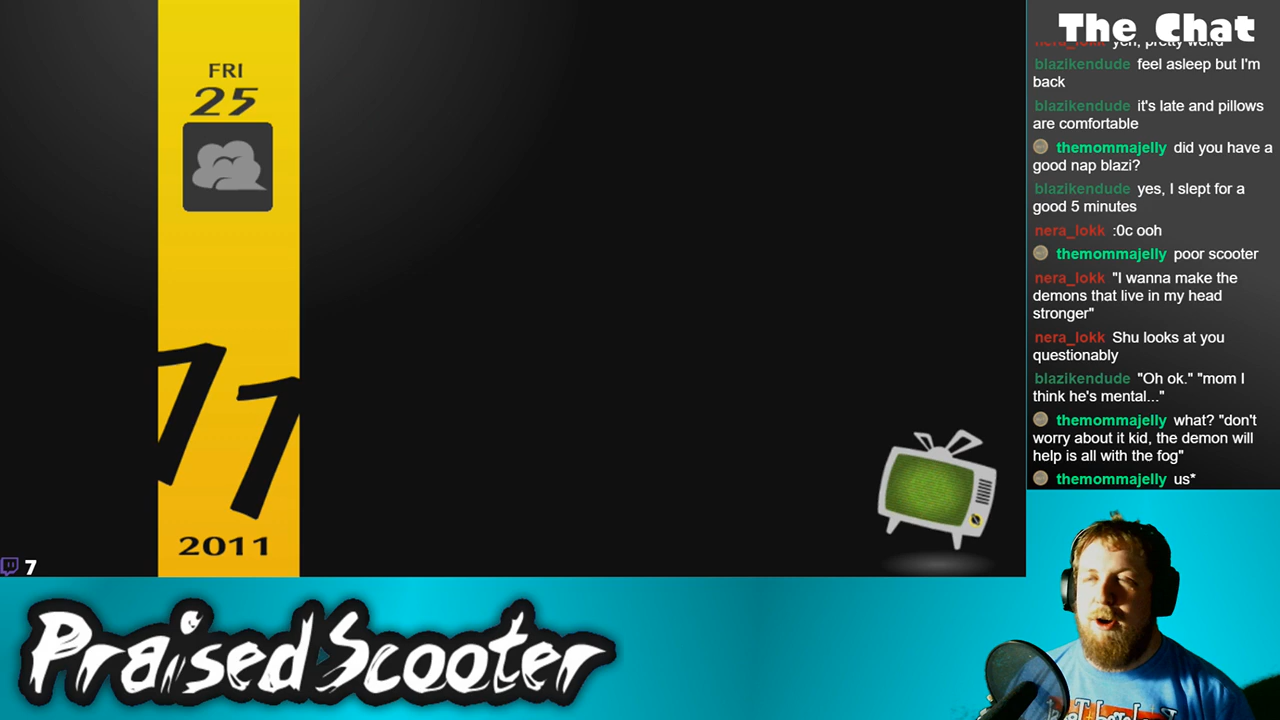 FRI
25
11
2011
7
PraisedScooter
The Chat
nera_lokk yeh, pretty weird
blazikendude feel asleep but I'm
back
blazikendude it's late and pillows
are comfortable
themommajelly did you have a
good nap blazi?
blazikendude yes, I slept for a
good 5 minutes
nera_lokk :0c ooh
themommajelly poor scooter
nera_lokk "I wanna make the
demons that live in my head
stronger"
nera_lokk Shu looks at you
questionably
blazikendude "Oh ok." "mom I
think he's mental..."
themommajelly what? "don't
worry about it kid, the demon will
help is all with the fog"
themommajelly us*